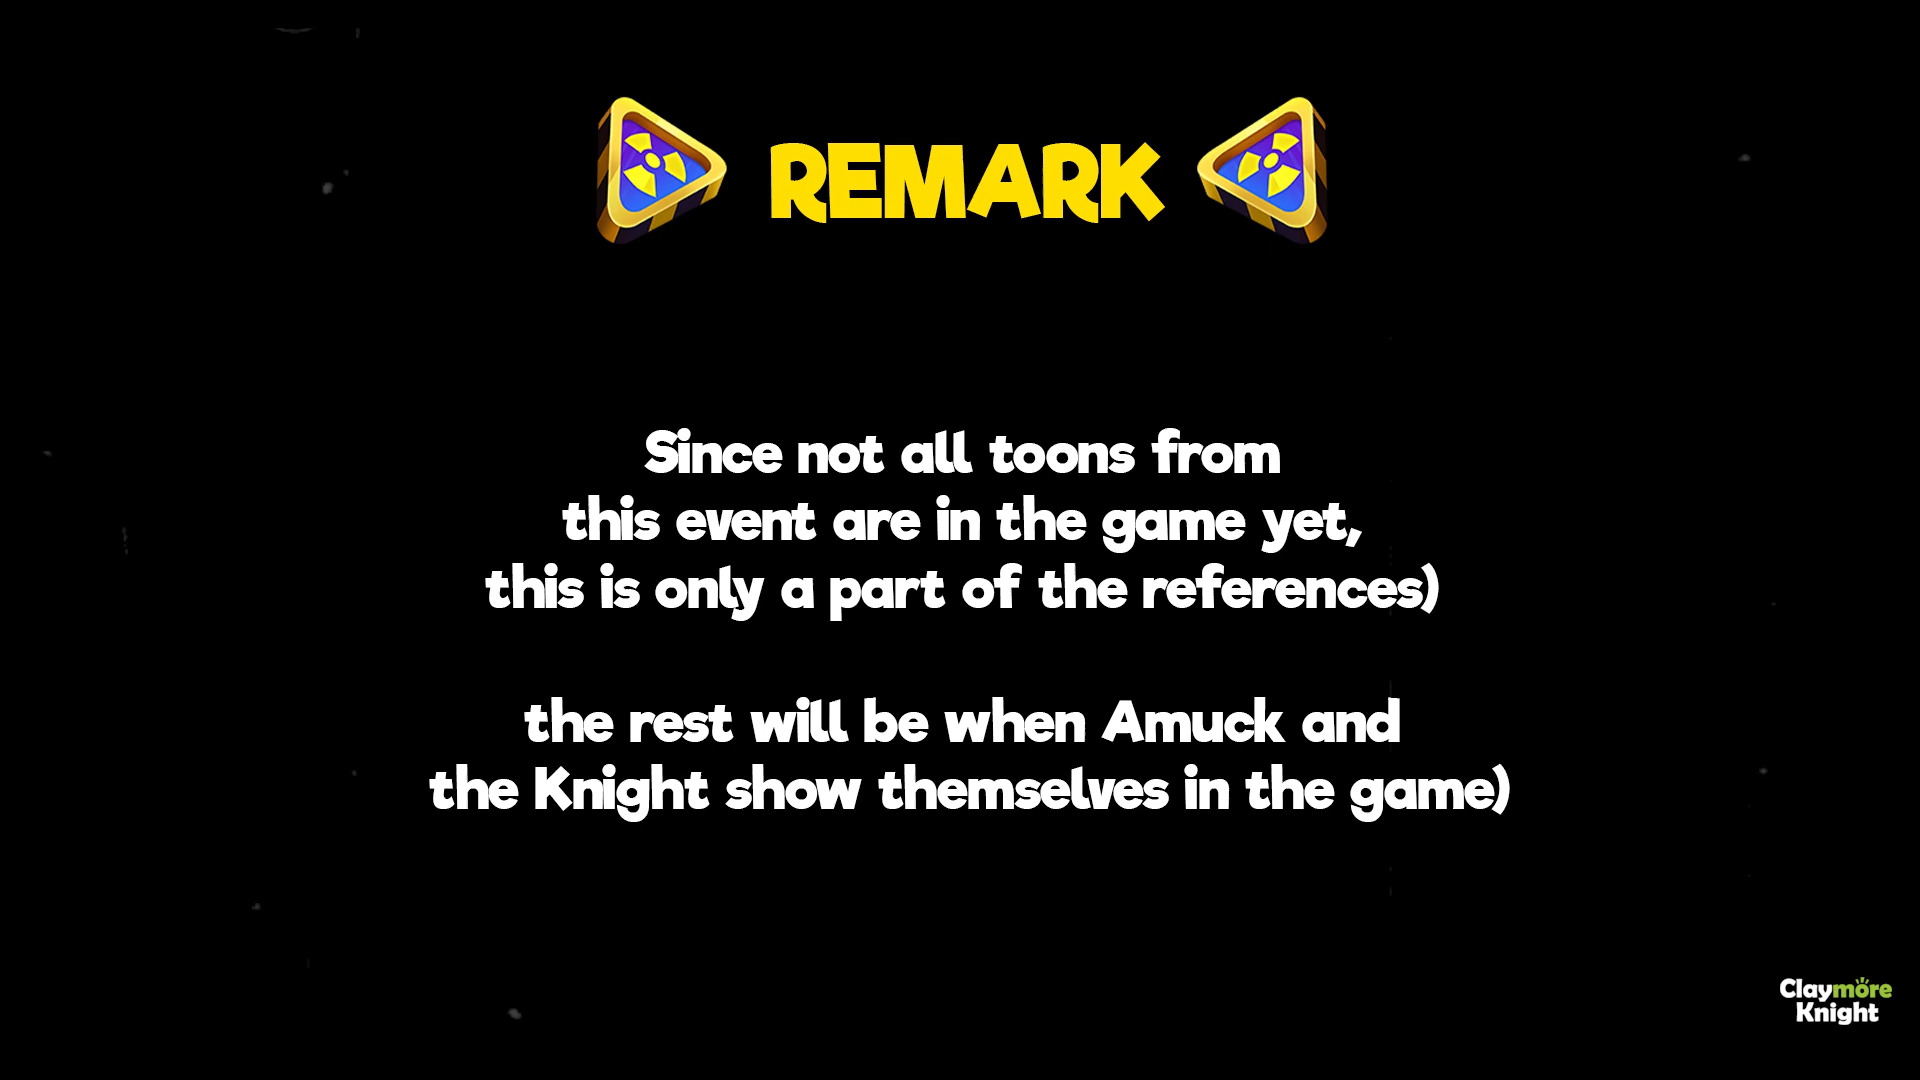 REMARK
Since not all toons from
this event are in the game yet,
this is only a part of the references)
the rest will be when Amuck and
the Knight show themselves in the game)
Claymore
Knight